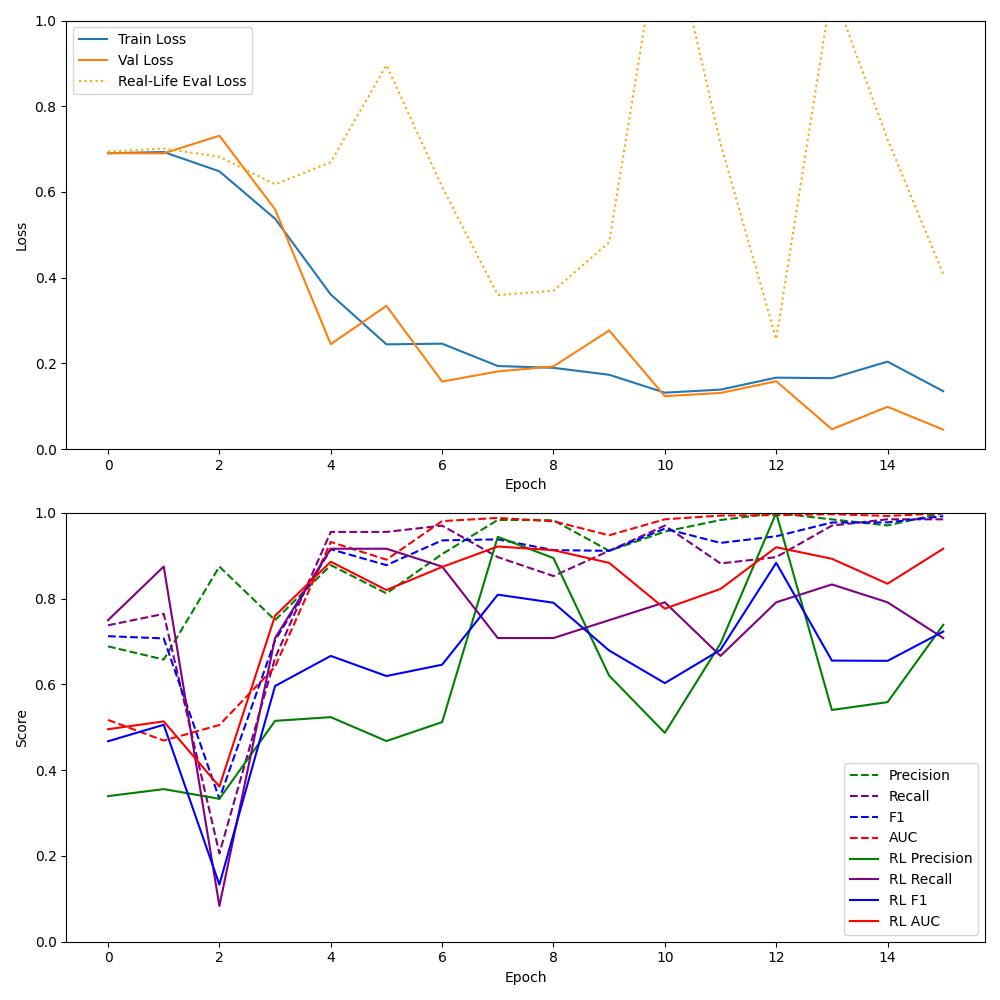 1.0
0.8
0.6
0.4
0.2
0.0
Loss
Train Loss
Val Loss
Real-Life Eval Loss
0 2 4 6 8 10 12 14
Epoch
1.0
0.8
0.6
0.4
0.2
0.0
Score
Precision
Recall
F1
AUC
RL Precision
RL Recall
RL F1
RL AUC
0 2 4 6 8 10 12 14
Epoch